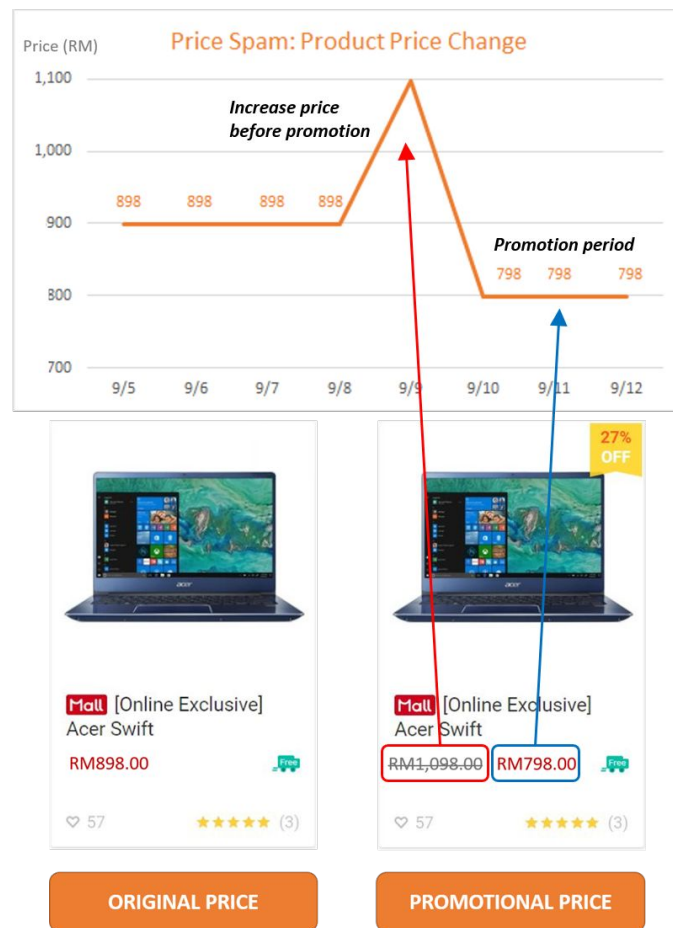 Price (RM)
Price Spam: Product Price Change
1,100
Increase price
before promotion
1,000
898 898 898 898
900
Promotion period
798 798 798
800
700
9/5 9/6 9/7 9/8 9/9 9/10 9/11 9/12
27%
OFF
acer
acer
Mall [Online Exclusive]
Acer Swift
RM898.00
Free
57
(3)
Mall [Online Exclusive]
Acer Swift
RM1,098.00 RM798.00
Free
57
(3)
ORIGINAL PRICE
PROMOTIONAL PRICE